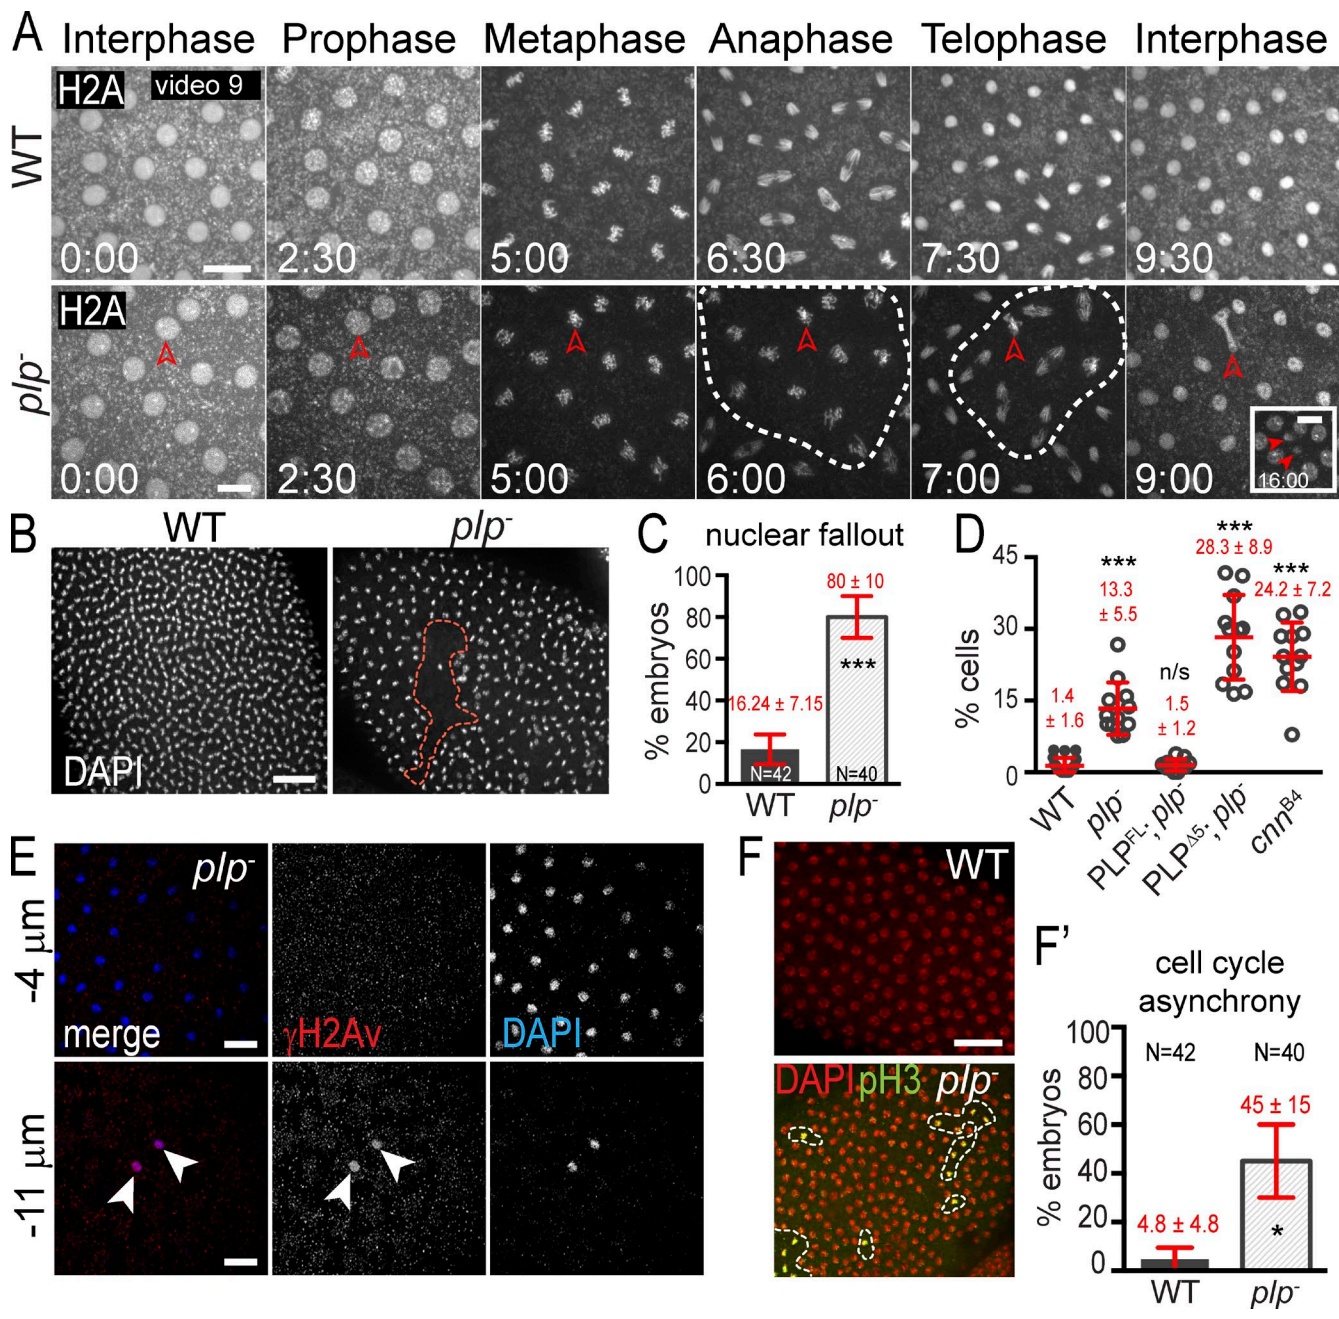 A
Interphase Prophase Metaphase Anaphase Telophase Interphase
WT
H2A
video 9
0:00 2:30 5:00 6:30 7:30 9:30
plp-
H2A
0:00 2:30 5:00 6:00 7:00 9:00
16:00
B
WT plp-
DAPI
C
nuclear fallout
% embryos
100
80
60
40
20
0
16.24 ± 7.15
80 ± 10
***
N=42 N=40
WT plp-
D
% cells
45
30
15
0
1.4
± 1.6
***
13.3
± 5.5
n/s
1.5
± 1.2
***
28.3 ± 8.9
***
24.2 ± 7.2
WT
plp-
PLPFL; plp-
PLPΔ5; plp-
cnnB4
E
-4 µm
plp-
merge
γH2Av
DAPI
-11 µm
F
WT
DAPI pH3 plp-
F'
cell cycle
asynchrony
% embryos
100
80
60
40
20
0
N=42 N=40
4.8 ± 4.8
45 ± 15
*
WT plp-